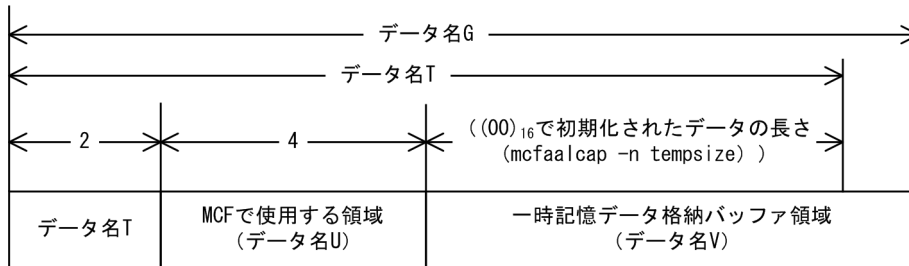 データ名G
データ名T
2
4
((00)₁₆で初期化されたデータの長さ
(mcfaalcap -n tempsize) )
データ名T
MCFで使用する領域
(データ名U)
一時記憶データ格納バッファ領域
(データ名V)